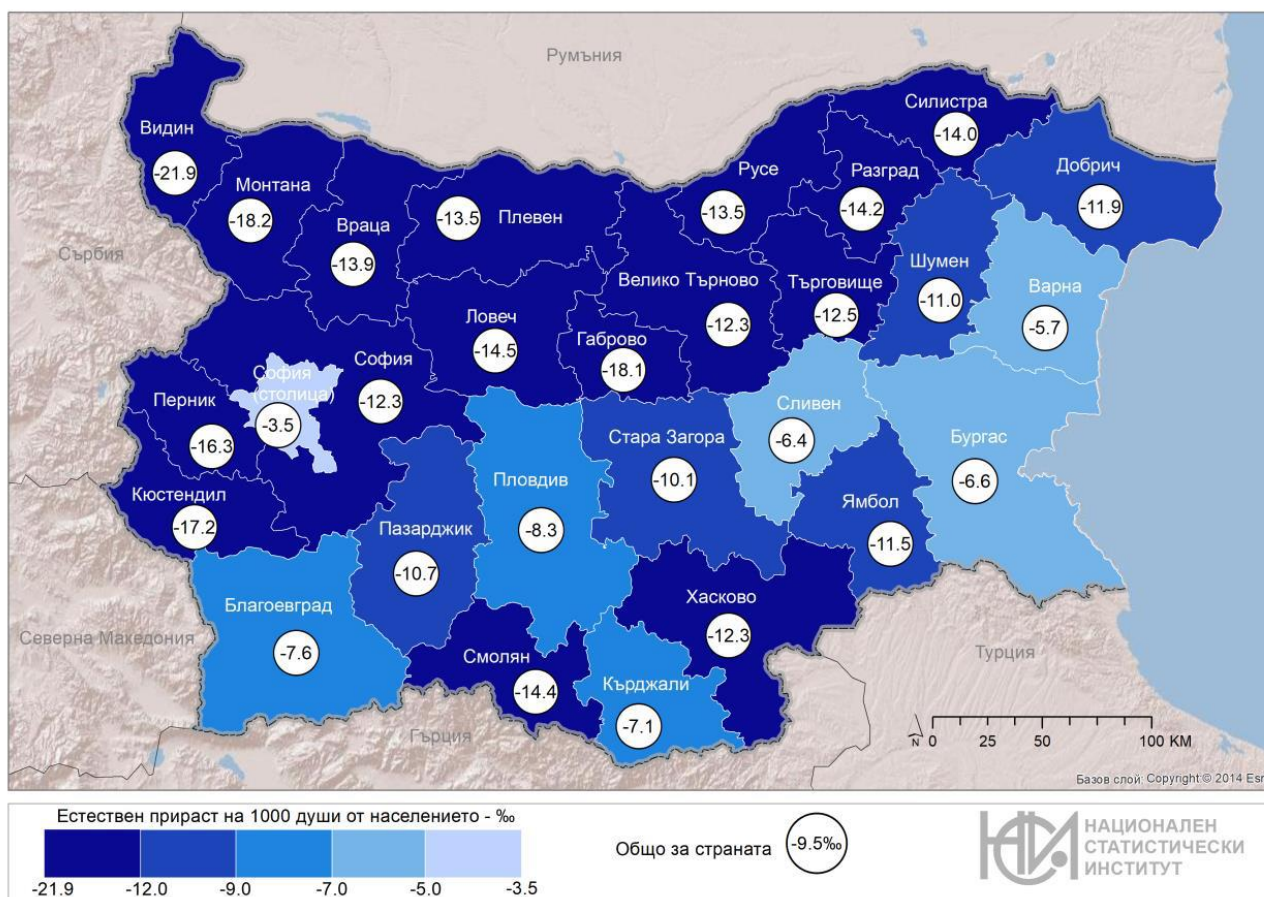 Румъния
Силистра
-14.0
Видин
-21.9
Добрич
-11.9
Русе
-13.5
Разград
-14.2
Монтана
-18.2
Враца
-13.9
Плевен
-13.5
Сърбия
Шумен
-11.0
Велико Търново
-12.3
Търговище
-12.5
Варна
-5.7
Ловеч
-14.5
Габрово
-18.1
София
-12.3
София
(столица)
-3.5
Перник
-16.3
Сливен
-6.4
Стара Загора
-10.1
Бургас
-6.6
Пловдив
-8.3
Кюстендил
-17.2
Ямбол
-11.5
Пазарджик
-10.7
Благоевград
-7.6
Хасково
-12.3
Северна Македония
Турция
Смолян
-14.4
Кърджали
-7.1
Гърция
N
0 25 50 100 KM
Базов слой: Copyright:© 2014 Esr
Естествен прираст на 1000 души от населението - ‰
-21.9 -12.0 -9.0 -7.0 -5.0 -3.5
Общо за страната -9.5‰
НСИ
НАЦИОНАЛЕН
СТАТИСТИЧЕСКИ
ИНСТИТУТ